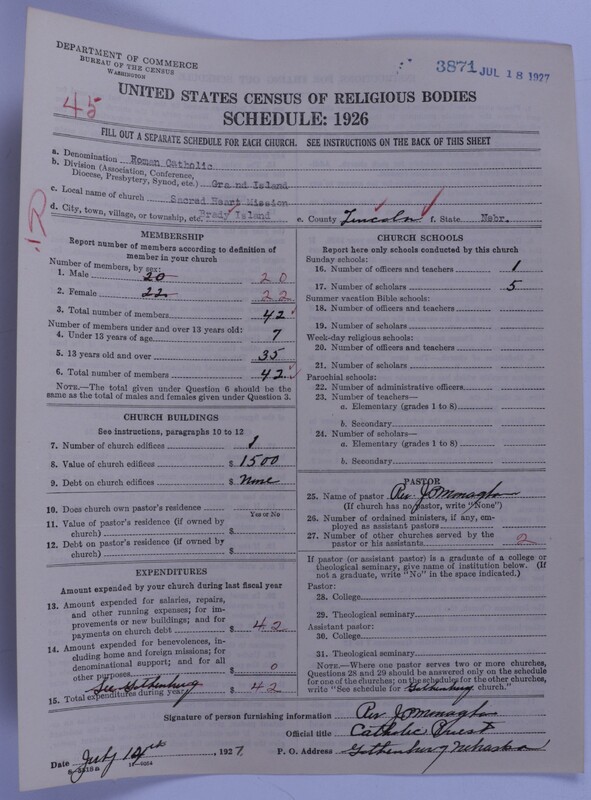 DEPARTMENT OF COMMERCE
BUREAU OF THE CENSUS
WASHINGTON
3871 JUL 18 1927
45
UNITED STATES CENSUS OF RELIGIOUS BODIES
SCHEDULE: 1926
FILL OUT A SEPARATE SCHEDULE FOR EACH CHURCH. SEE INSTRUCTIONS ON THE BACK OF THIS SHEET
a. Denomination Roman Catholic
b. Division (Association, Conference, Diocese, Presbytery, Synod, etc.) Grand Island
c. Local name of church Sacred Heart Mission
d. City, town, village, or township, etc. Brady Island e. County Lincoln f. State Nebr.
MEMBERSHIP
Report number of members according to definition of
member in your church
Number of members, by sex:
1. Male 20 20
2. Female 22 22
3. Total number of members 42
Number of members under and over 13 years old:
4. Under 13 years of age 7
5. 13 years old and over 35
6. Total number of members 42
NOTE.—The total given under Question 6 should be
same as the total of males and females given under Question 3.
CHURCH BUILDINGS
See instructions, paragraphs 10 to 12
7. Number of church edifices 1
8. Value of church edifices $ 1500
9. Debt on church edifices $ None
10. Does church own pastor's residence
Yes or No
11. Value of pastor's residence (if owned by
church) $
12. Debt on pastor's residence (if owned by
church) $
EXPENDITURES
Amount expended by your church during last fiscal year
13. Amount expended for salaries, repairs,
and other running expenses; for im-
provements or new buildings; and for
payments on church debt $ 42
14. Amount expended for benevolences, in-
cluding home and foreign missions; for
denominational support; and for all
other purposes $ 0
See Gothenburg
15. Total expenditures during year $ 42
CHURCH SCHOOLS
Report here only schools conducted by this church
Sunday schools:
16. Number of officers and teachers 1
17. Number of scholars 5
Summer vacation Bible schools:
18. Number of officers and teachers
19. Number of scholars
Week-day religious schools:
20. Number of officers and teachers
21. Number of scholars
Parochial schools:
22. Number of administrative officers
23. Number of teachers—
a. Elementary (grades 1 to 8)
b. Secondary
24. Number of scholars—
a. Elementary (grades 1 to 8)
b. Secondary
PASTOR
25. Name of pastor Rev. J O'Monagha
(If church has no pastor, write "None")
26. Number of ordained ministers, if any, em-
ployed as assistant pastors
27. Number of other churches served by the
pastor or his assistants 2
If pastor (or assistant pastor) is a graduate of a college or
theological seminary, give name of institution below. (If
not a graduate, write "No" in the space indicated.)
Pastor:
28. College
29. Theological seminary
Assistant pastor:
30. College
31. Theological seminary
NOTE.—Where one pastor serves two or more churches,
Questions 28 and 29 should be answered only on the schedule
for one of the churches; on the schedules for the other churches,
write "See schedule for Gothenburg church."
Signature of person furnishing information Rev J O'Monagha
Official title Catholic Priest
Date July 12, 1927. P. O. Address Gothenburg Nebraska